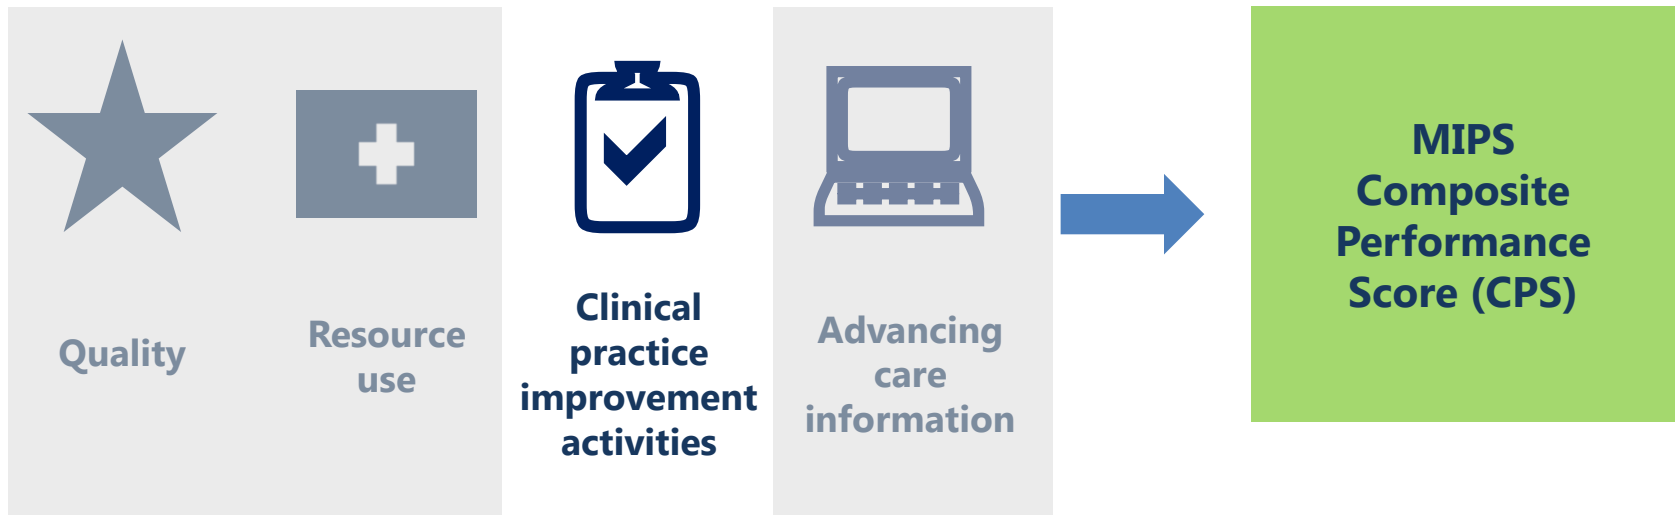 Quality
Resource
use
Clinical
practice
improvement
activities
Advancing
care
information
MIPS
Composite
Performance
Score (CPS)